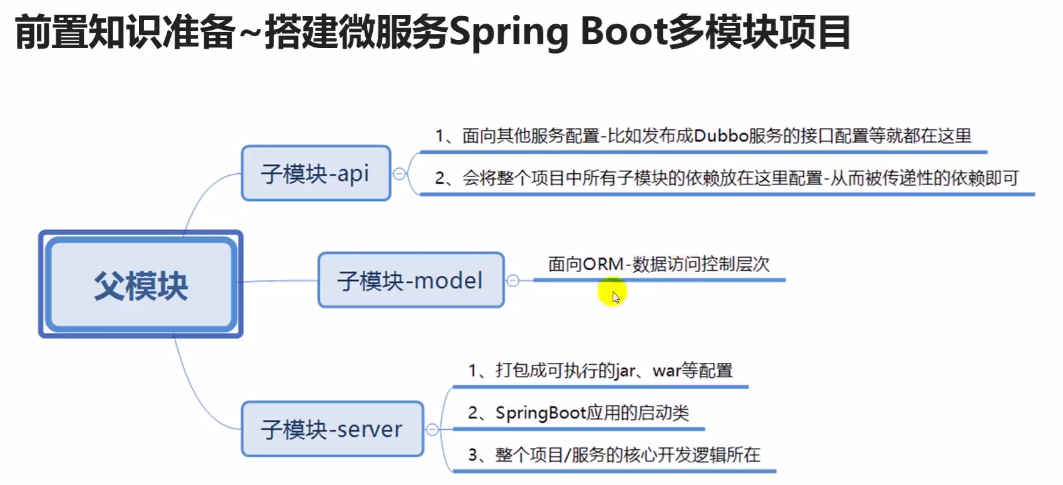 前置知识准备~搭建微服务Spring Boot多模块项目
父模块
子模块-api
1、面向其他服务配置-比如发布成Dubbo服务的接口配置等就都在这里
2、会将整个项目中所有子模块的依赖放在这里配置-从而被传递性的依赖即可
子模块-model
面向ORM-数据访问控制层次
子模块-server
1、打包成可执行的jar、war等配置
2、SpringBoot应用的启动类
3、整个项目/服务的核心开发逻辑所在